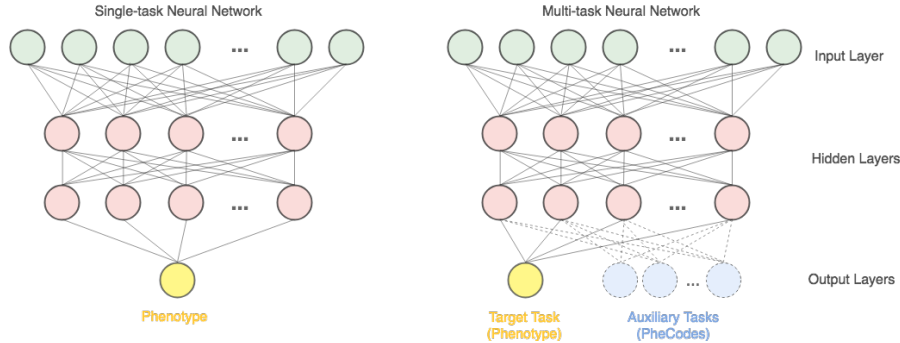 Single-task Neural Network
Multi-task Neural Network
...
...
Input Layer
...
...
Hidden Layers
...
...
...
Output Layers
Phenotype
Target Task
(Phenotype)
Auxiliary Tasks
(PheCodes)